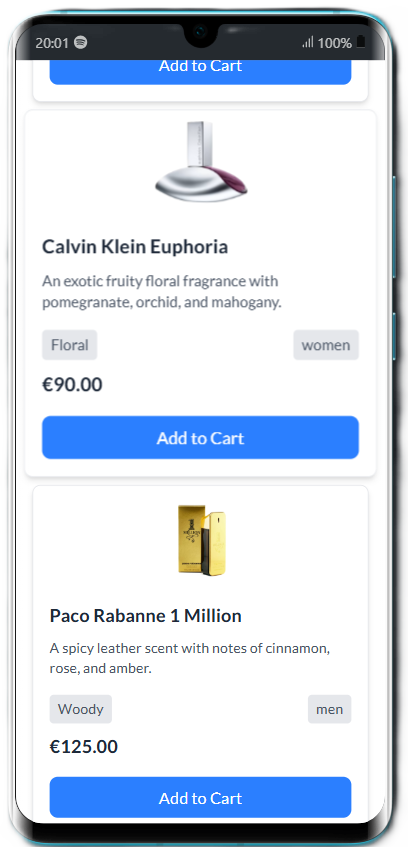 20:01 100%
Add to Cart
Calvin Klein Euphoria
An exotic fruity floral fragrance with
pomegranate, orchid, and mahogany.
Floral women
€90.00
Add to Cart
MILLION
Paco Rabanne 1 Million
A spicy leather scent with notes of cinnamon,
rose, and amber.
Woody men
€125.00
Add to Cart